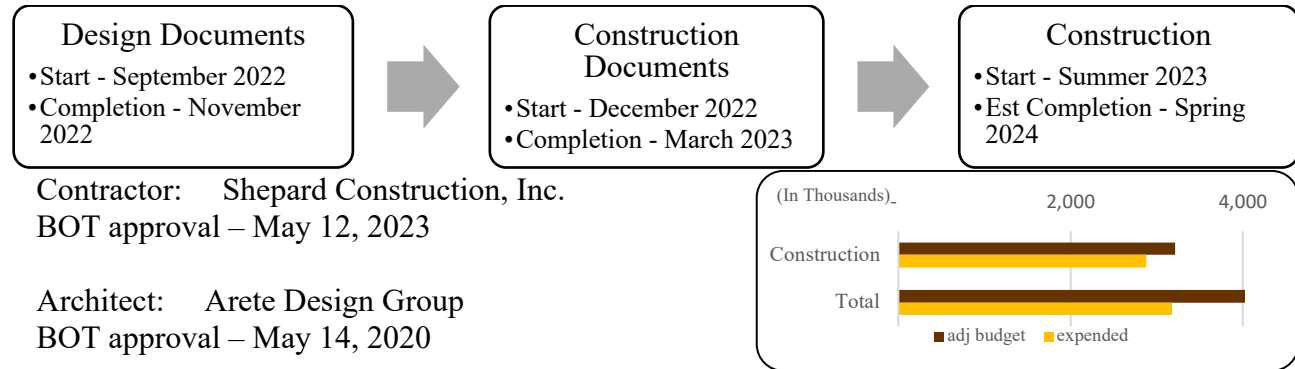 Design Documents
•Start - September 2022
•Completion - November
2022
Construction
Documents
•Start - December 2022
•Completion - March 2023
Construction
•Start - Summer 2023
•Est Completion - Spring
2024
Contractor: Shepard Construction, Inc.
BOT approval – May 12, 2023
Architect: Arete Design Group
BOT approval – May 14, 2020
(In Thousands)_ 2,000 4,000
Construction
Total
adj budget expended